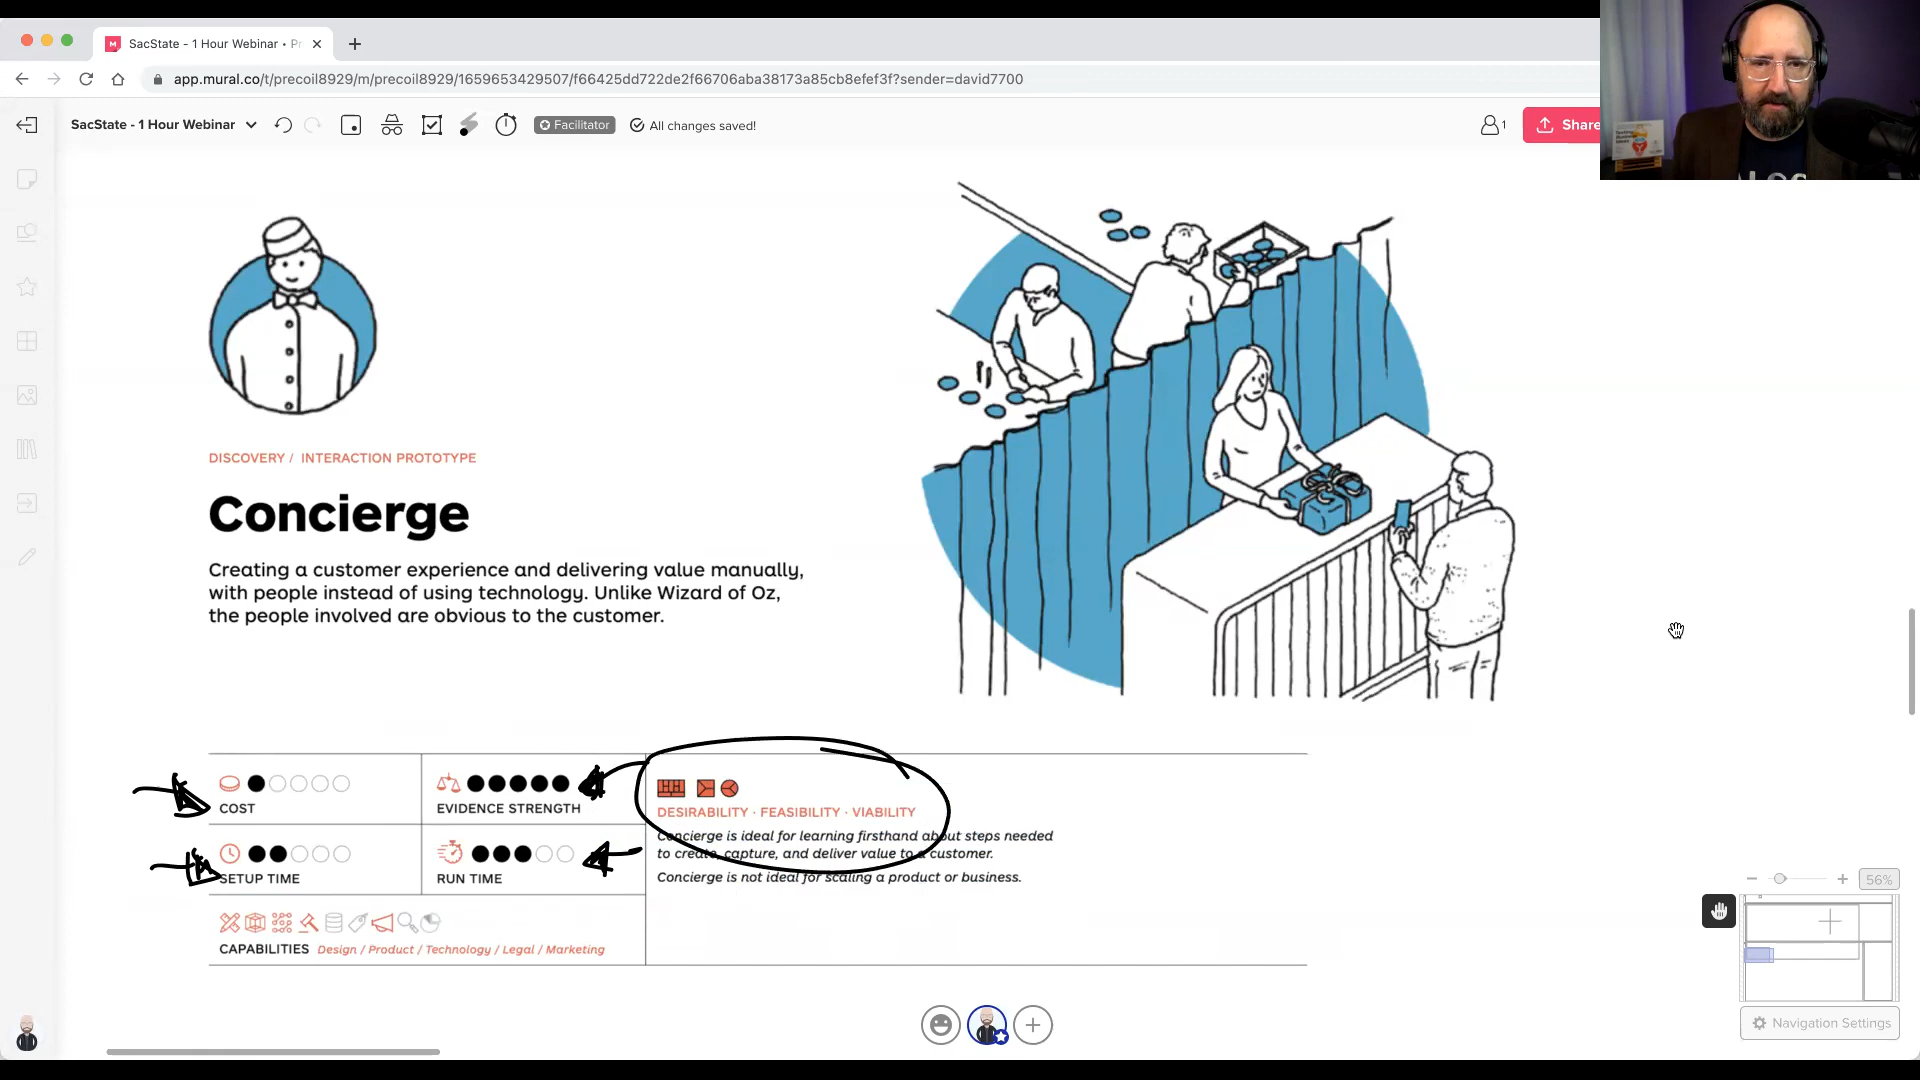 SacState - 1 Hour Webinar • Pr
app.mural.co/t/precoil8929/m/precoil8929/1659653429507/f66425dd722de2f66706aba38173a85cb8efef3f?sender=david7700
SacState - 1 Hour Webinar
Facilitator
All changes saved!
1
Share
DISCOVERY / INTERACTION PROTOTYPE
Concierge
Creating a customer experience and delivering value manually,
with people instead of using technology. Unlike Wizard of Oz,
the people involved are obvious to the customer.
COST
EVIDENCE STRENGTH
SETUP TIME
RUN TIME
CAPABILITIES Design / Product / Technology / Legal / Marketing
DESIRABILITY · FEASIBILITY · VIABILITY
Concierge is ideal for learning firsthand about steps needed
to create, capture, and deliver value to a customer.
Concierge is not ideal for scaling a product or business.
56%
Navigation Settings